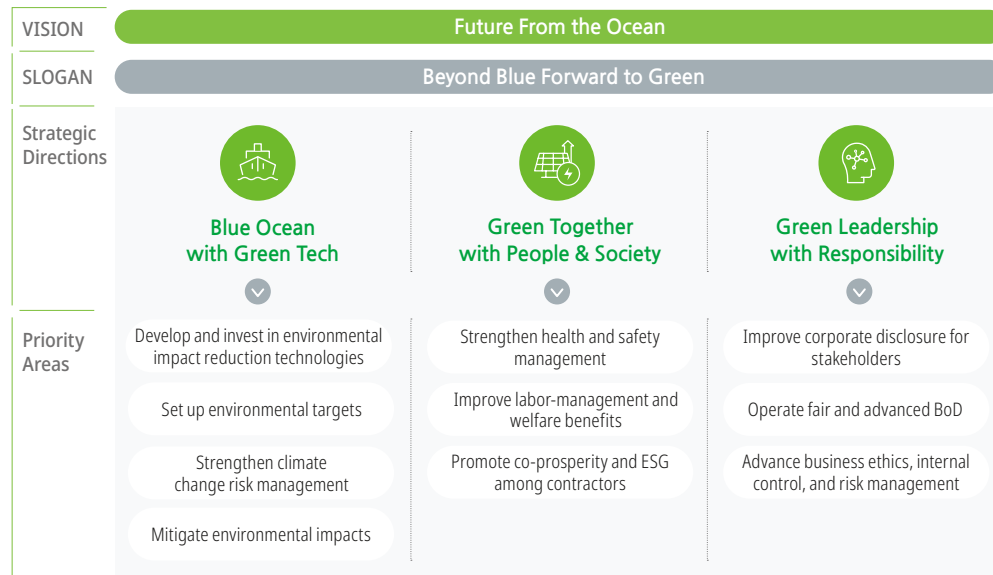 VISION
Future From the Ocean
SLOGAN
Beyond Blue Forward to Green
Strategic
Directions
Blue Ocean
with Green Tech
Green Together
with People & Society
Green Leadership
with Responsibility
Priority
Areas
Develop and invest in environmental
impact reduction technologies
Set up environmental targets
Strengthen climate
change risk management
Mitigate environmental impacts
Strengthen health and safety
management
Improve labor-management and
welfare benefits
Promote co-prosperity and ESG
among contractors
Improve corporate disclosure for
stakeholders
Operate fair and advanced BoD
Advance business ethics, internal
control, and risk management